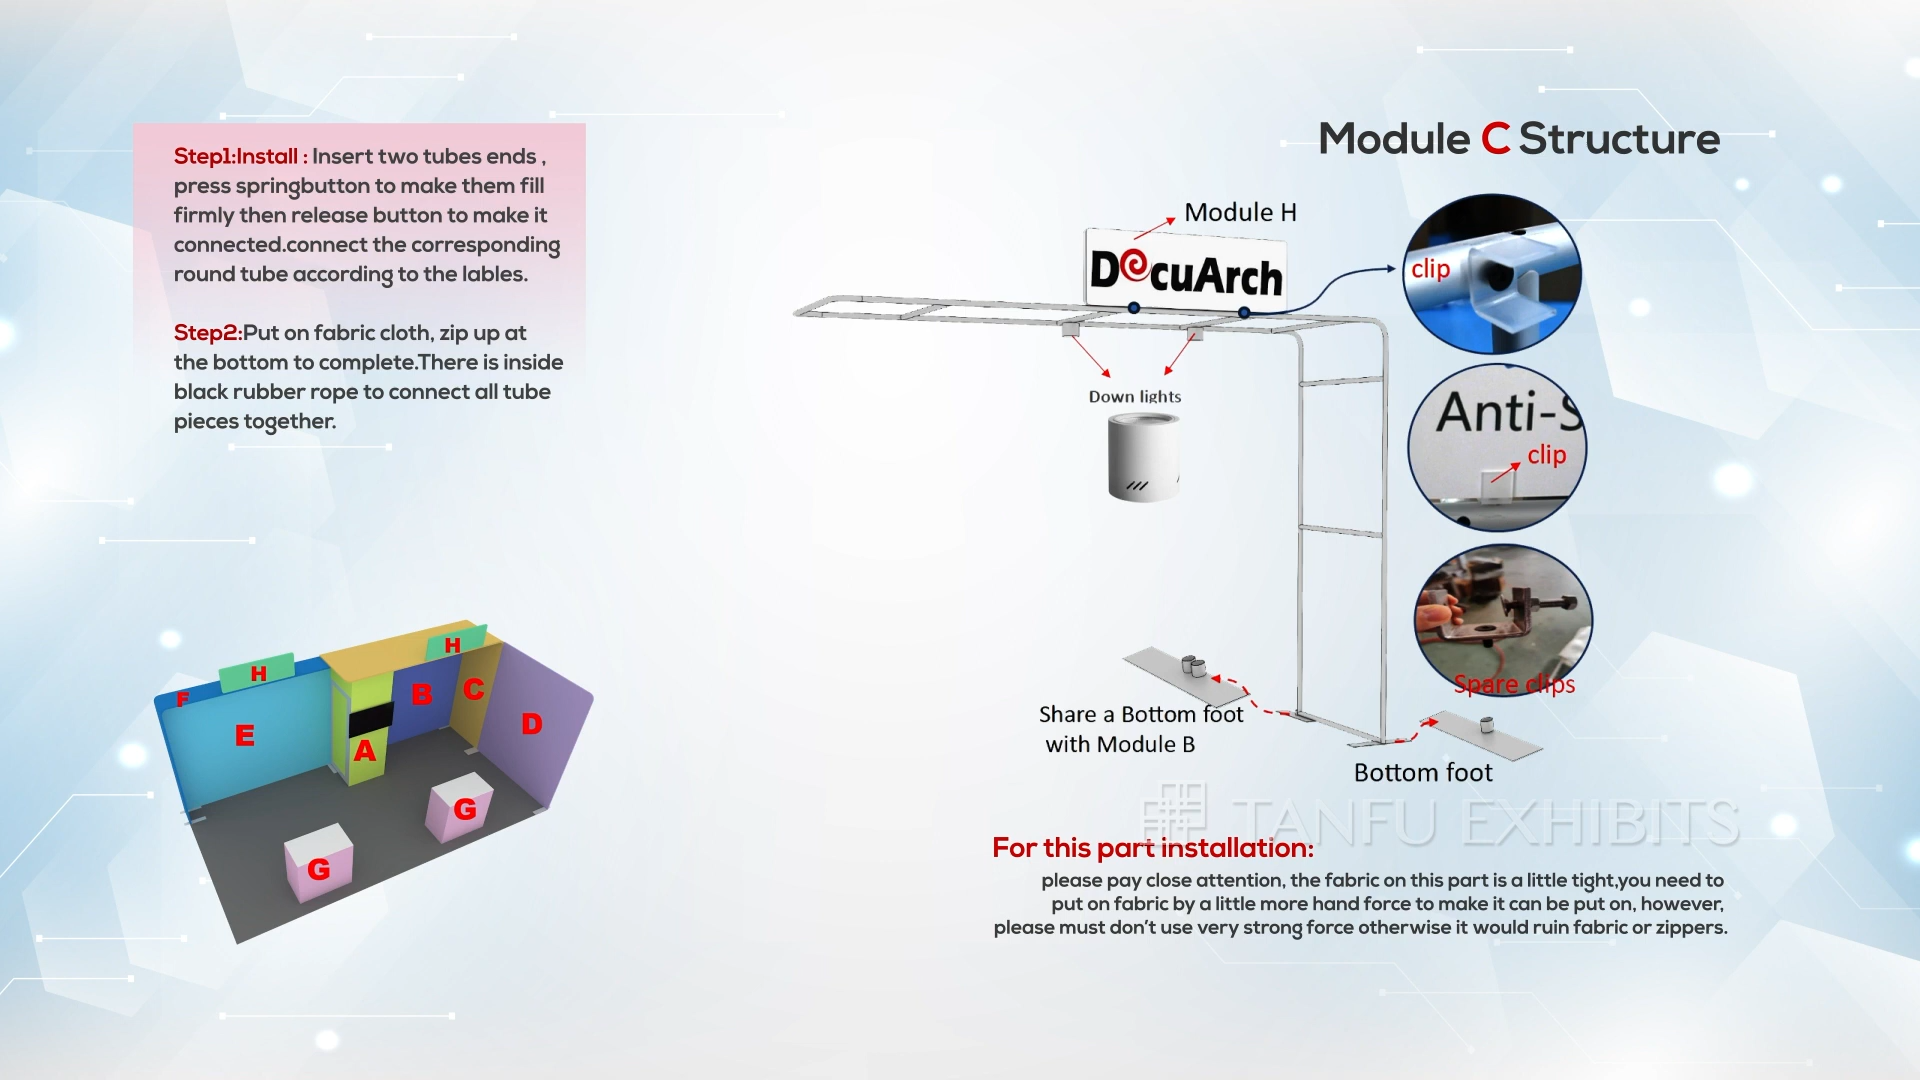 Module C Structure
Step1:Install : Insert two tubes ends ,
press springbutton to make them fill
firmly then release button to make it
connected.connect the corresponding
round tube according to the lables.
Step2:Put on fabric cloth, zip up at
the bottom to complete.There is inside
black rubber rope to connect all tube
pieces together.
Module H
DocuArch
clip
Down lights
Anti-S
clip
Spare clips
Share a Bottom foot
with Module B
Bottom foot
H
H
F
E
A
B
C
D
G
G
TANFU EXHIBITS
For this part installation:
please pay close attention, the fabric on this part is a little tight,you need to
put on fabric by a little more hand force to make it can be put on, however,
please must don't use very strong force otherwise it would ruin fabric or zippers.